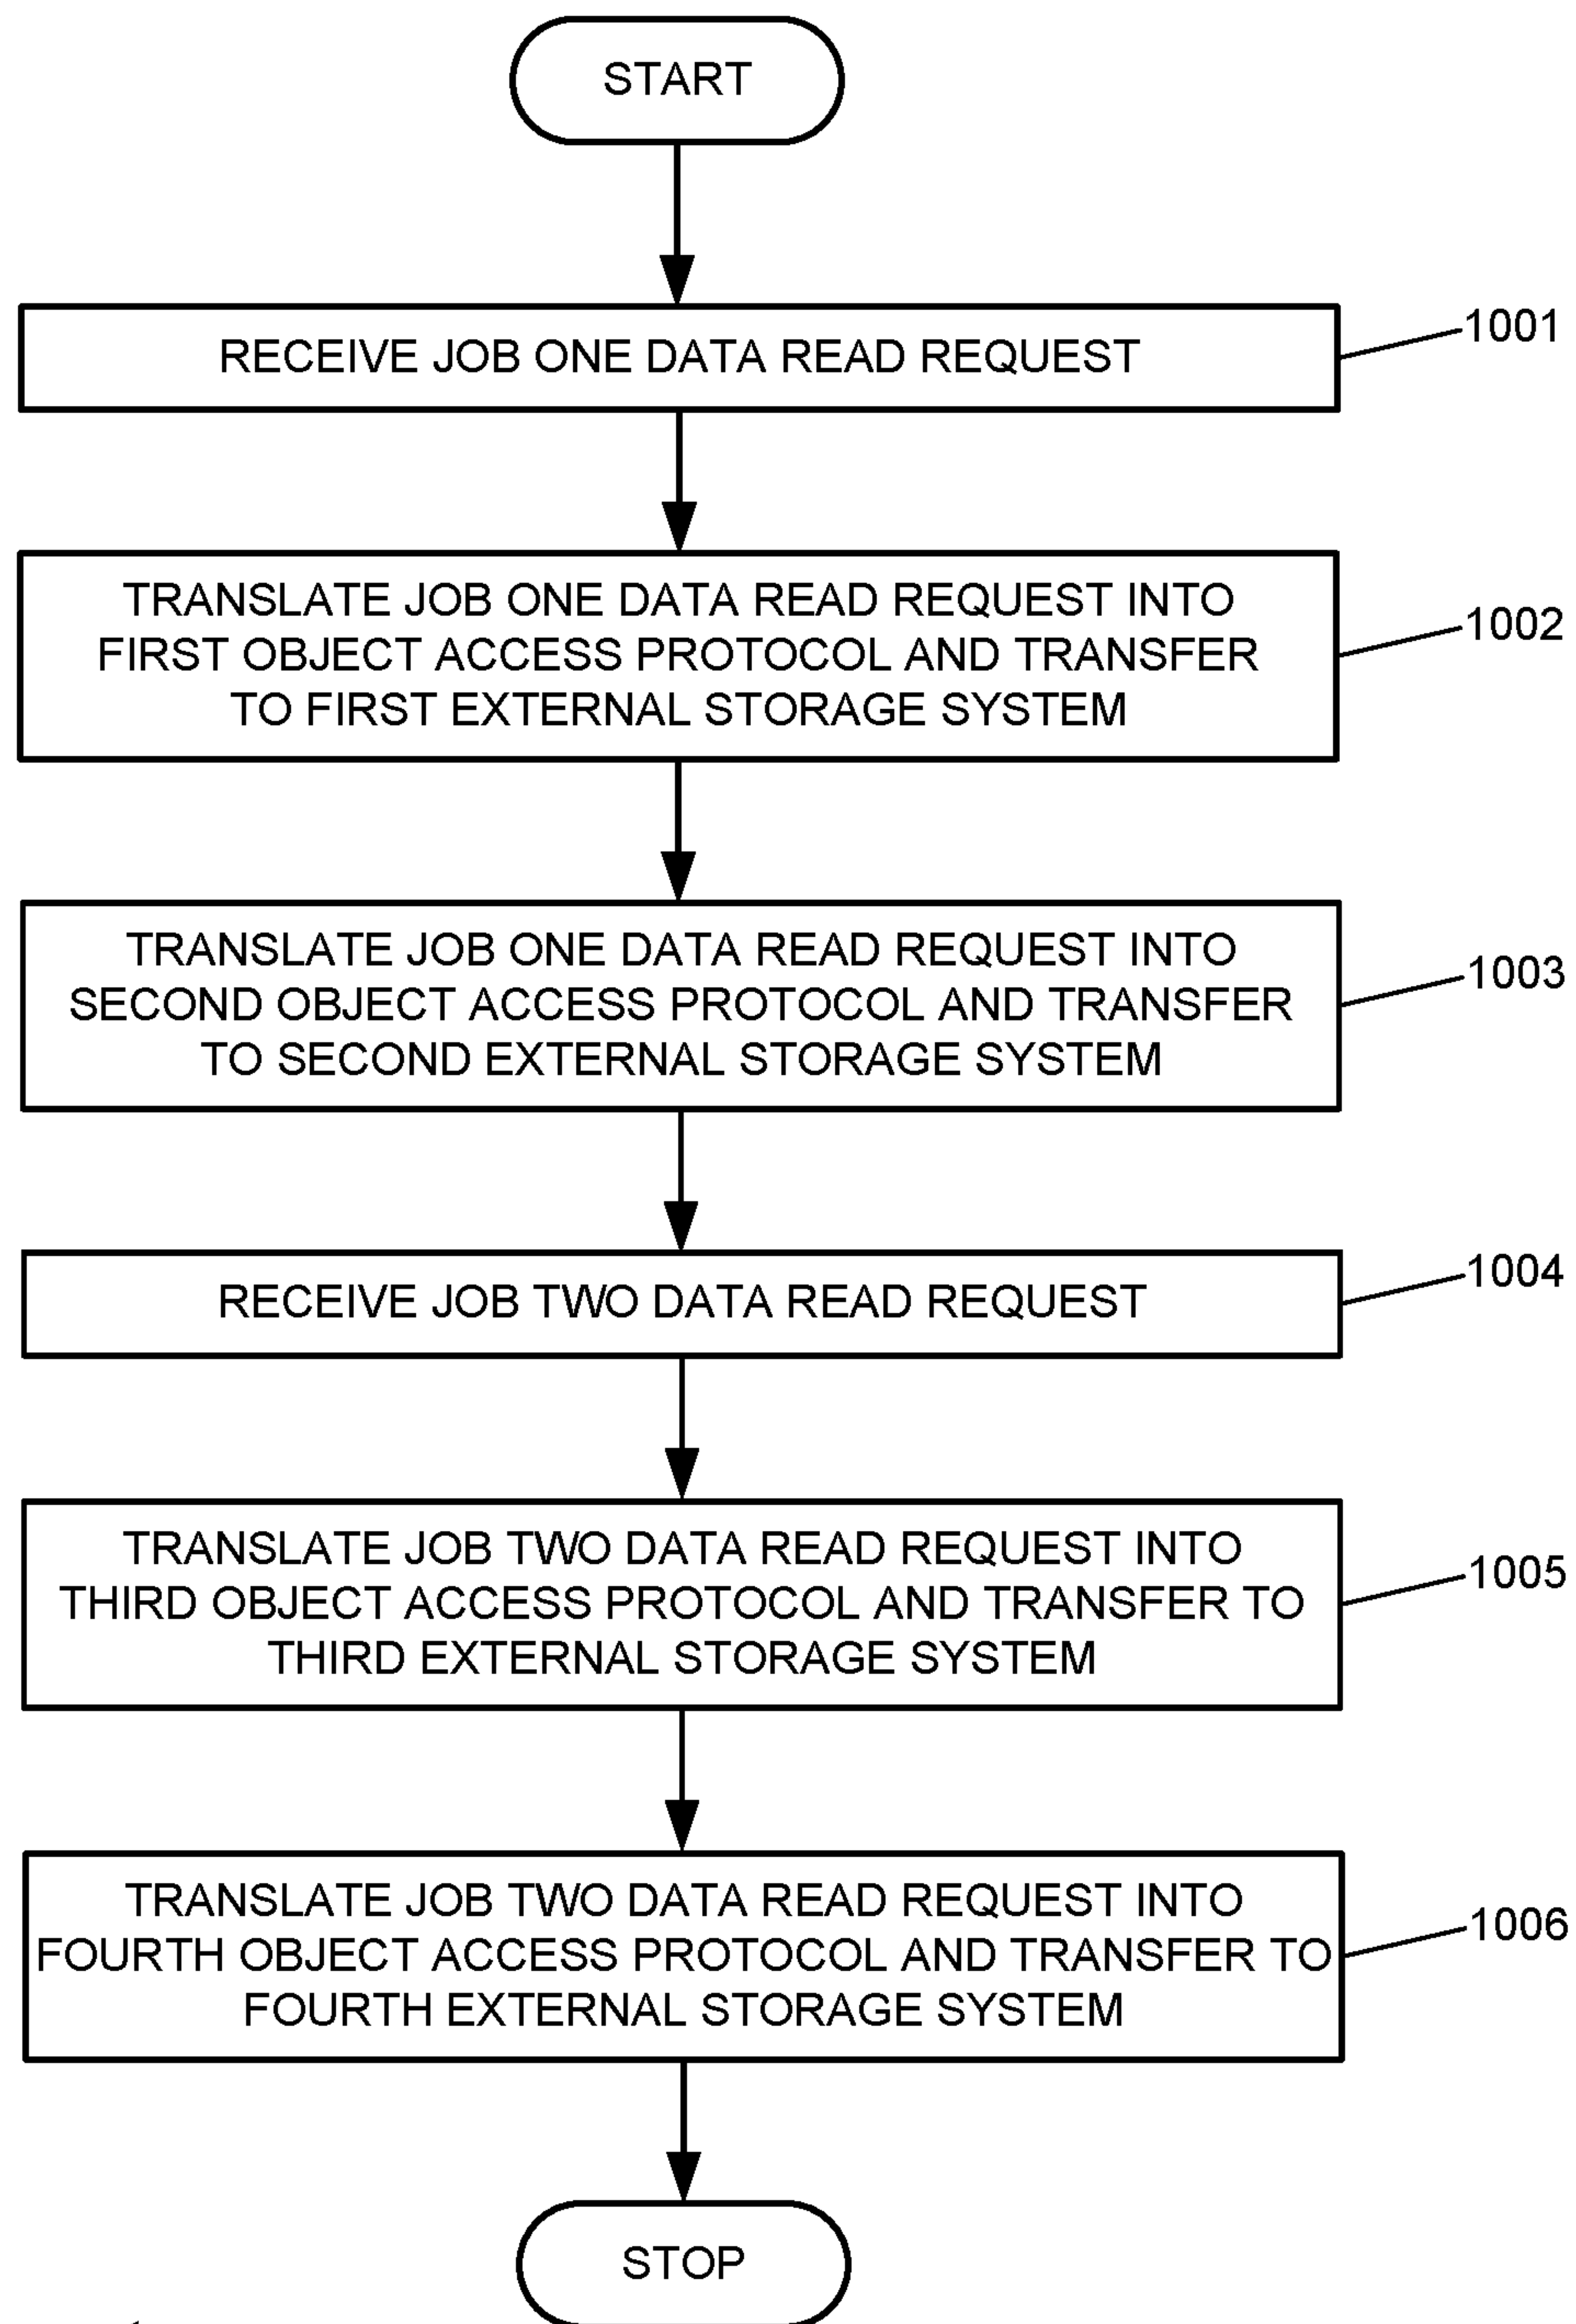 START
RECEIVE JOB ONE DATA READ REQUEST
1001
TRANSLATE JOB ONE DATA READ REQUEST INTO
FIRST OBJECT ACCESS PROTOCOL AND TRANSFER
TO FIRST EXTERNAL STORAGE SYSTEM
1002
TRANSLATE JOB ONE DATA READ REQUEST INTO
SECOND OBJECT ACCESS PROTOCOL AND TRANSFER
TO SECOND EXTERNAL STORAGE SYSTEM
1003
RECEIVE JOB TWO DATA READ REQUEST
1004
TRANSLATE JOB TWO DATA READ REQUEST INTO
THIRD OBJECT ACCESS PROTOCOL AND TRANSFER TO
THIRD EXTERNAL STORAGE SYSTEM
1005
TRANSLATE JOB TWO DATA READ REQUEST INTO
FOURTH OBJECT ACCESS PROTOCOL AND TRANSFER TO
FOURTH EXTERNAL STORAGE SYSTEM
1006
STOP